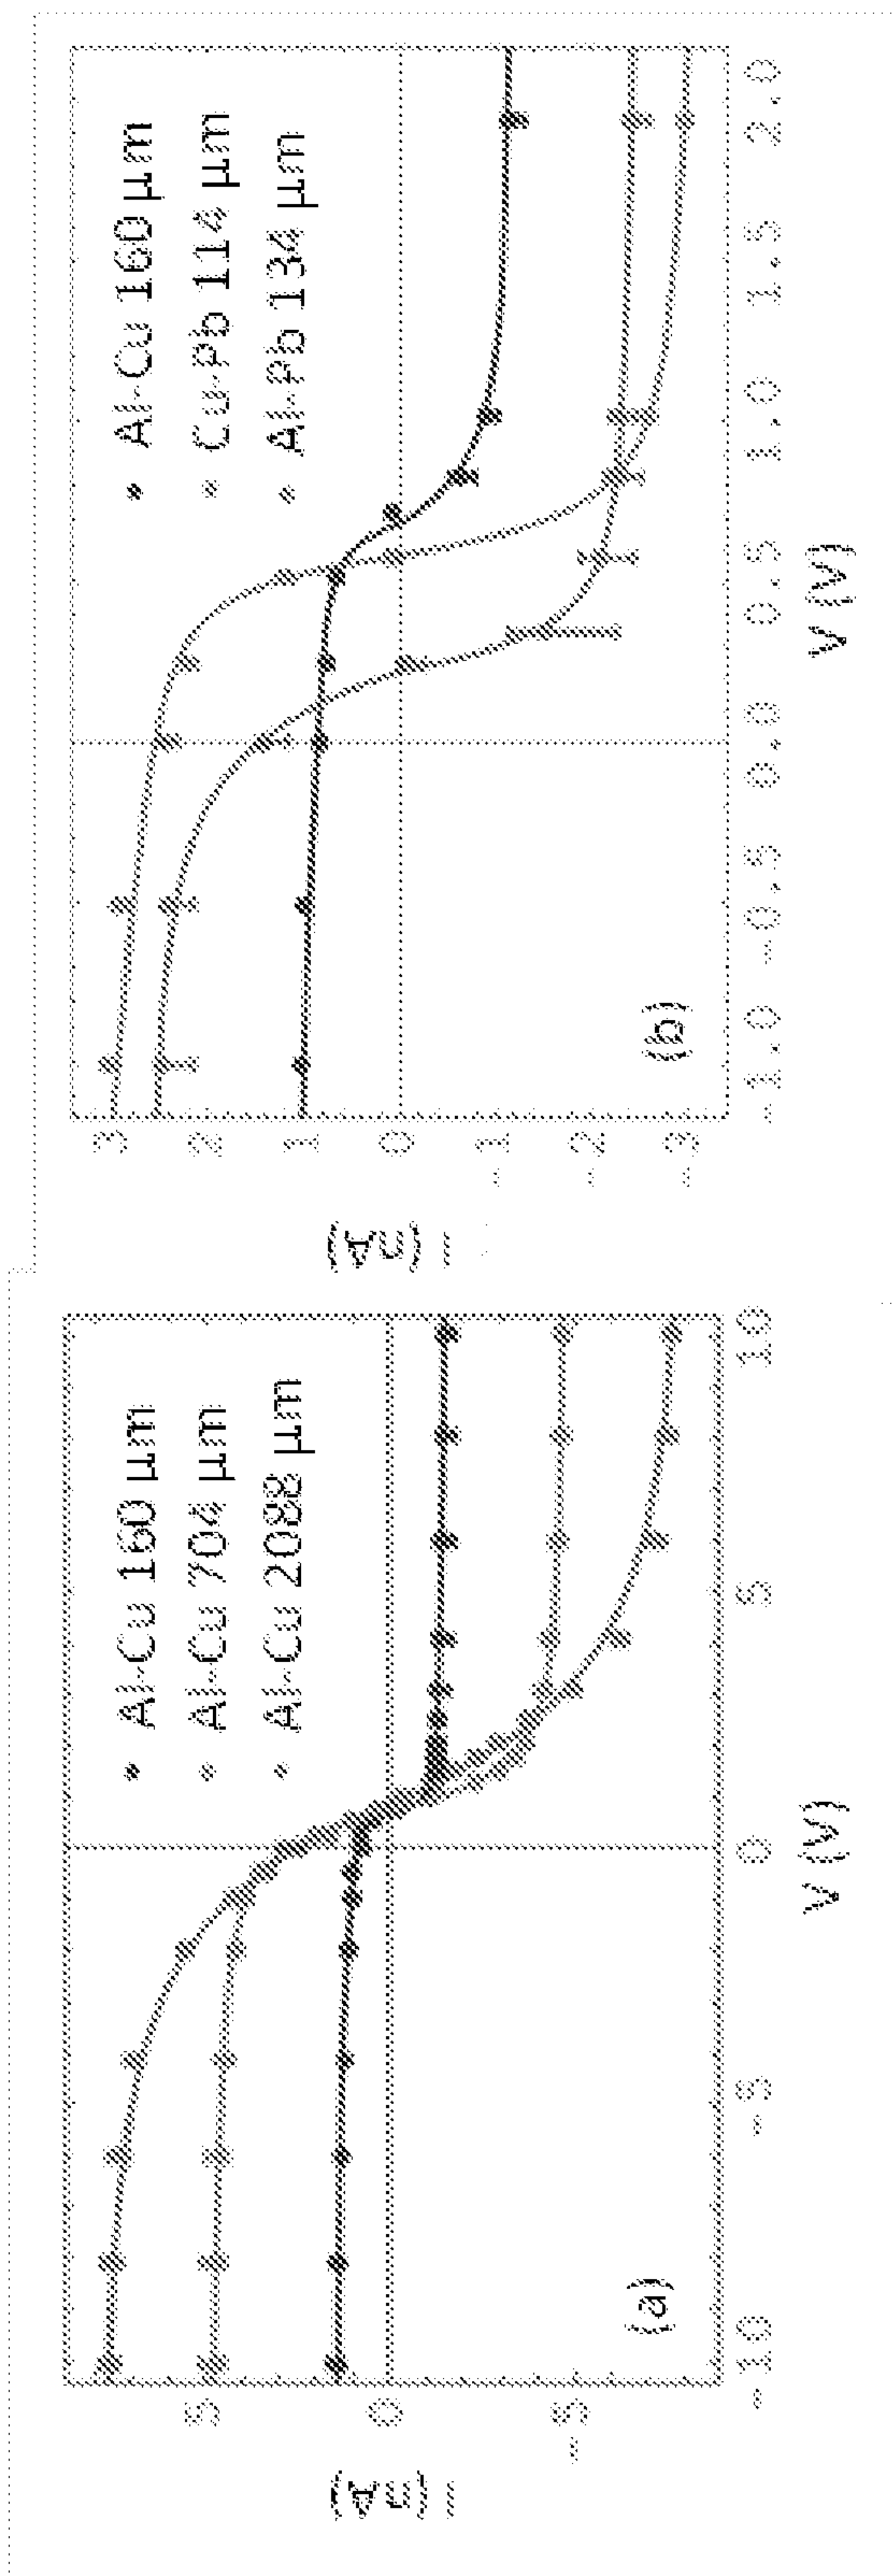 Al-Cu 160 µm
Al-Cu 704 µm
Al-Cu 2088 µm
5
0
-5
I (nA)
(a)
-10
-5
0
5
10
V (V)
Al-Cu 160 µm
Cu-Pb 114 µm
Al-Pb 134 µm
3
2
1
0
-1
-2
-3
I (nA)
(b)
-1.0
-0.5
0.0
0.5
1.0
1.5
2.0
V (V)